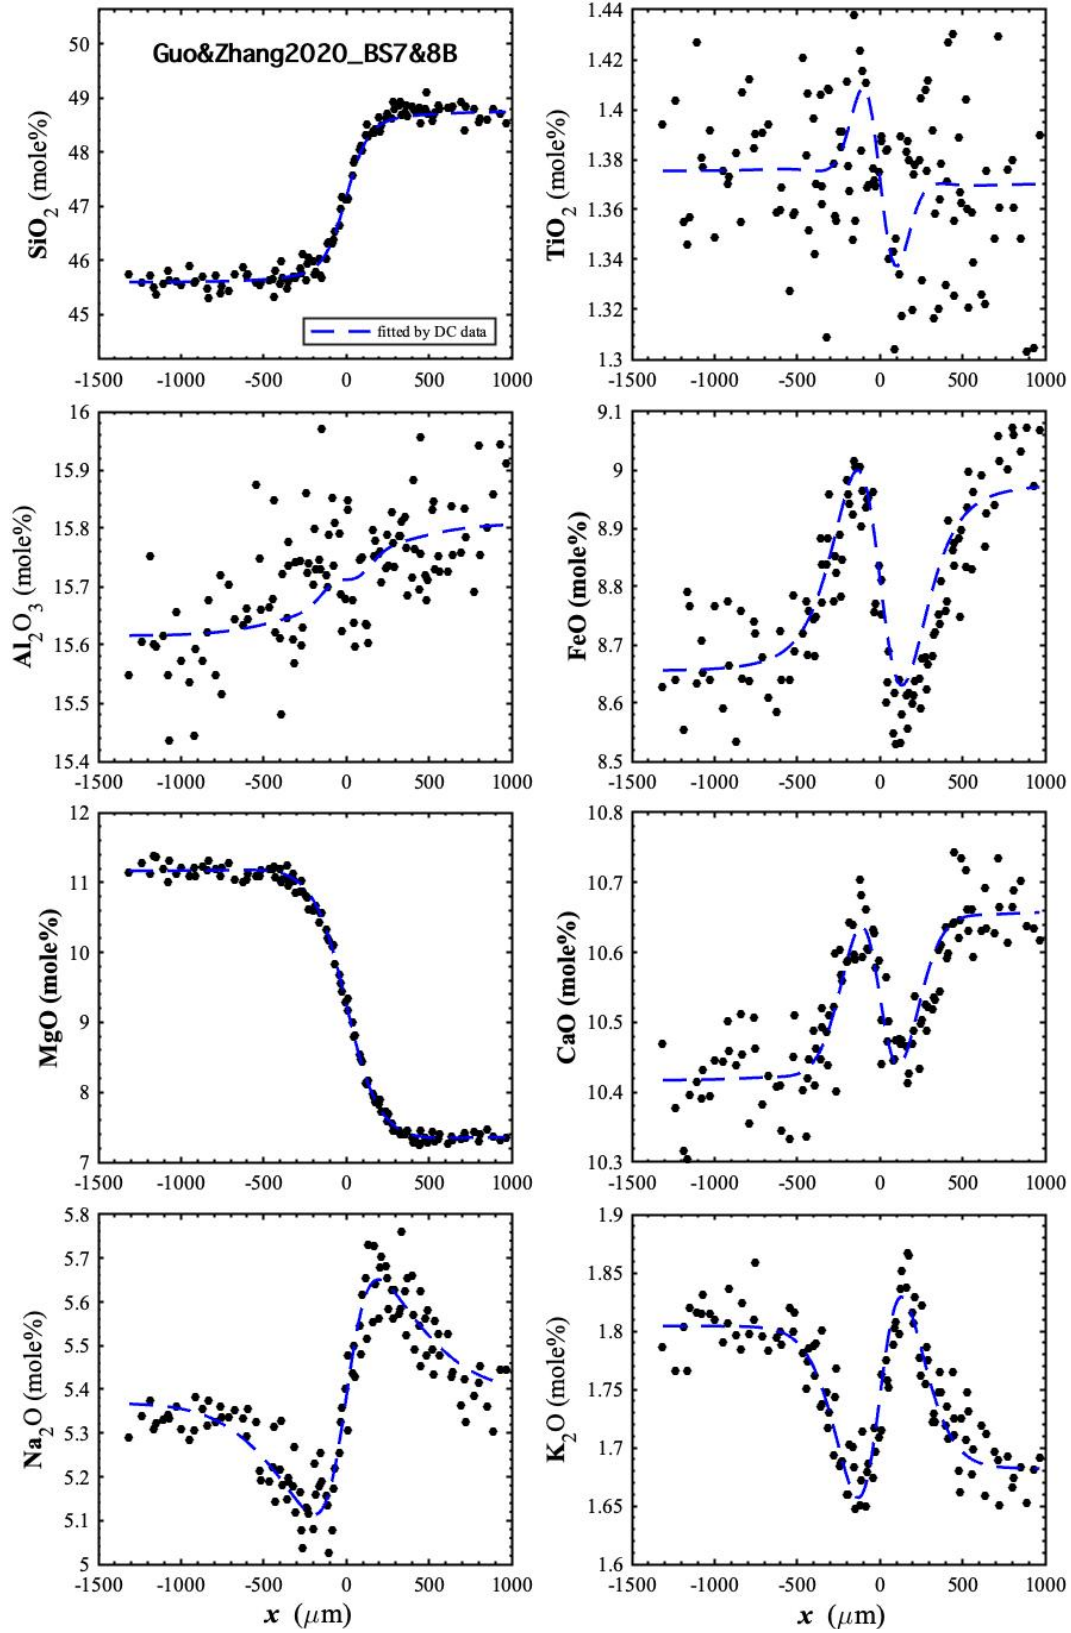 50
49
48
47
46
45
SiO2 (mole%)
Guo&Zhang2020_BS7&8B
fitted by DC data
-1500 -1000 -500 0 500 1000
1.44
1.42
1.4
1.38
1.36
1.34
1.32
1.3
TiO2 (mole%)
-1500 -1000 -500 0 500 1000
16
15.9
15.8
15.7
15.6
15.5
15.4
Al2O3 (mole%)
-1500 -1000 -500 0 500 1000
9.1
9
8.9
8.8
8.7
8.6
8.5
FeO (mole%)
-1500 -1000 -500 0 500 1000
12
11
10
9
8
7
MgO (mole%)
-1500 -1000 -500 0 500 1000
10.8
10.7
10.6
10.5
10.4
10.3
CaO (mole%)
-1500 -1000 -500 0 500 1000
5.8
5.7
5.6
5.5
5.4
5.3
5.2
5.1
5
Na2O (mole%)
-1500 -1000 -500 0 500 1000
x (μm)
1.9
1.85
1.8
1.75
1.7
1.65
1.6
K2O (mole%)
-1500 -1000 -500 0 500 1000
x (μm)